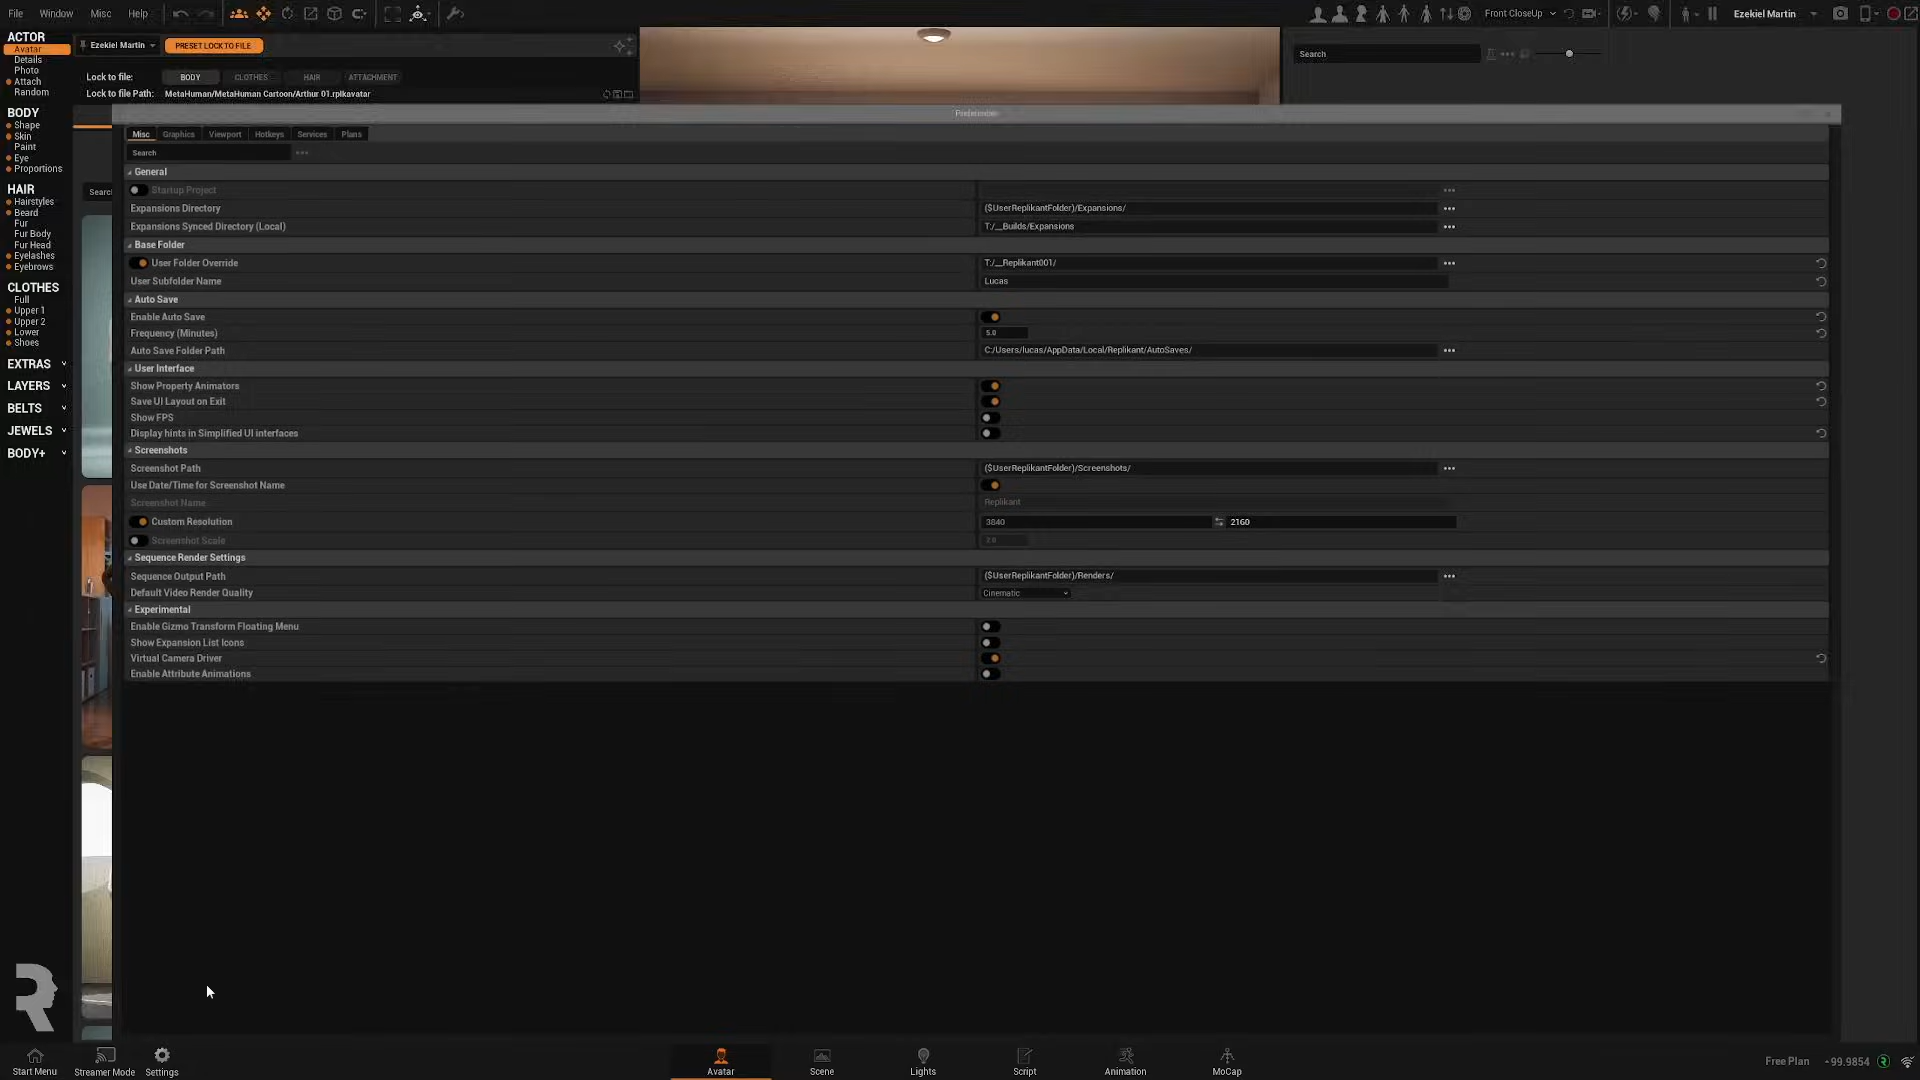 File Window Misc Help
Front CloseUp
Ezekiel Martin
ACTOR
Avatar
Details
Photo
Attach
Random
BODY
Shape
Skin
Paint
Eye
Proportions
HAIR
Hairstyles
Beard
Fur
Fur Body
Fur Head
Eyelashes
Eyebrows
CLOTHES
Full
Upper 1
Upper 2
Lower
Shoes
EXTRAS
LAYERS
BELTS
JEWELS
BODY+
Ezekiel Martin PRESET LOCK TO FILE
Lock to file: BODY CLOTHES HAIR ATTACHMENT
Lock to file Path: MetaHuman/MetaHuman Cartoon/Arthur 01.rplkavatar
Search
Searc
Preferences
Misc Graphics Viewport Hotkeys Services Plans
Search
General
Startup Project
Expansions Directory ($UserReplikantFolder)/Expansions/
Expansions Synced Directory (Local) T:/__Builds/Expansions
Base Folder
User Folder Override T:/__Replikant001/
User Subfolder Name Lucas
Auto Save
Enable Auto Save
Frequency (Minutes) 5.0
Auto Save Folder Path C:/Users/lucas/AppData/Local/Replikant/AutoSaves/
User Interface
Show Property Animators
Save UI Layout on Exit
Show FPS
Display hints in Simplified UI interfaces
Screenshots
Screenshot Path ($UserReplikantFolder)/Screenshots/
Use Date/Time for Screenshot Name
Screenshot Name Replikant
Custom Resolution 3840 2160
Screenshot Scale 2.0
Sequence Render Settings
Sequence Output Path ($UserReplikantFolder)/Renders/
Default Video Render Quality Cinematic
Experimental
Enable Gizmo Transform Floating Menu
Show Expansion List Icons
Virtual Camera Driver
Enable Attribute Animations
Start Menu Streamer Mode Settings
Avatar Scene Lights Script Animation MoCap
Free Plan -99.9854